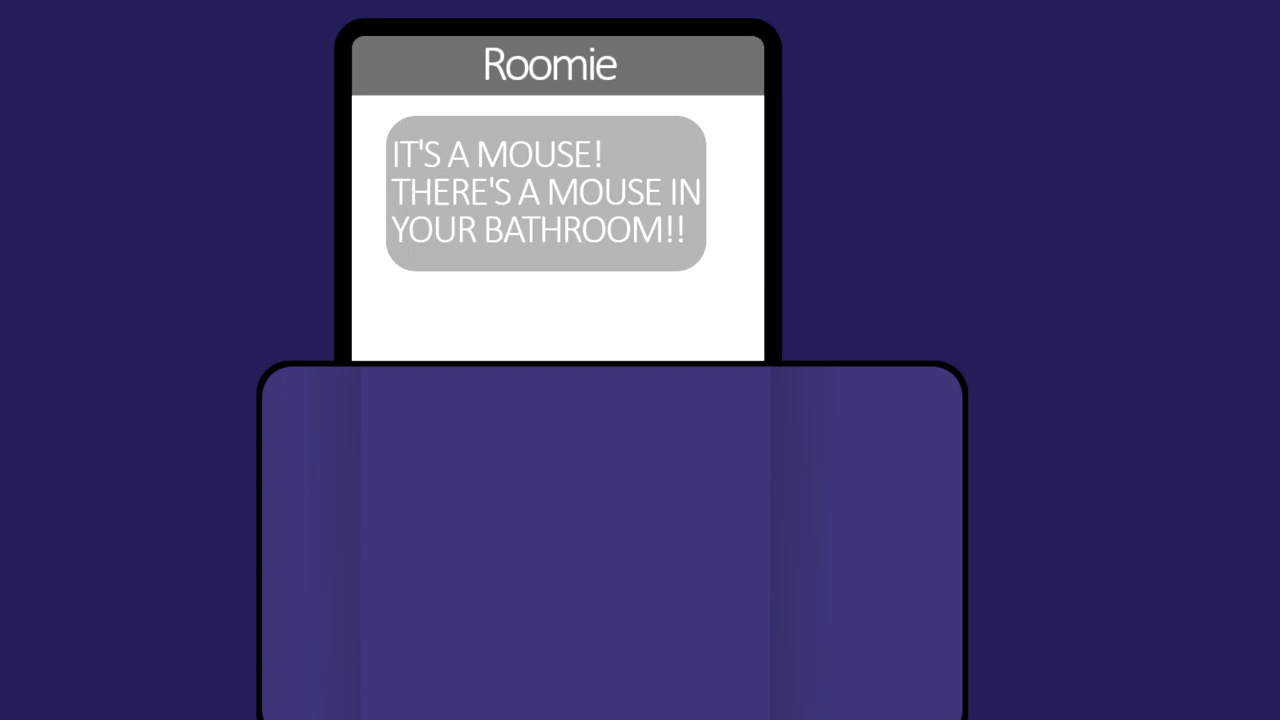 Roomie
IT'S A MOUSE!
THERE'S A MOUSE IN
YOUR BATHROOM!!